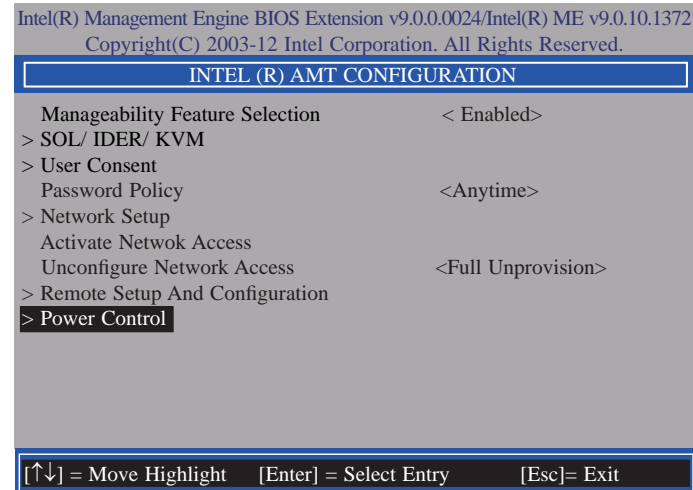 Intel(R) Management Engine BIOS Extension v9.0.0.0024/Intel(R) ME v9.0.10.1372
Copyright(C) 2003-12 Intel Corporation. All Rights Reserved.
INTEL (R) AMT CONFIGURATION
Manageability Feature Selection < Enabled>
> SOL/ IDER/ KVM
> User Consent
Password Policy <Anytime>
> Network Setup
Activate Netwok Access
Unconfigure Network Access <Full Unprovision>
> Remote Setup And Configuration
> Power Control
[↑↓] = Move Highlight [Enter] = Select Entry [Esc]= Exit